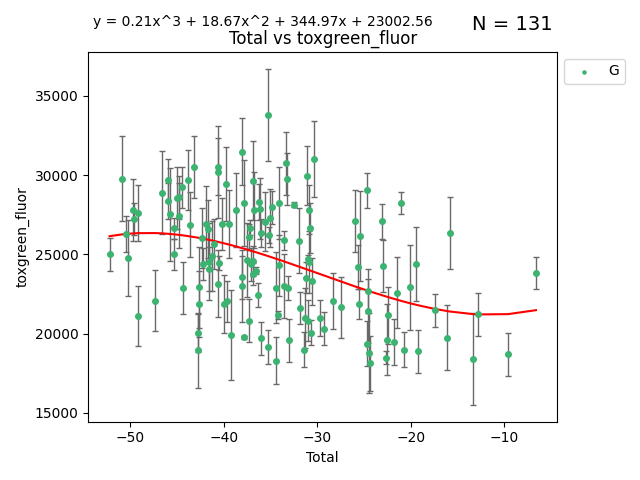 y = 0.21x^3 + 18.67x^2 + 344.97x + 23002.56
N = 131
Total vs toxgreen_fluor
G
35000
30000
25000
20000
15000
toxgreen_fluor
−50
−40
−30
−20
−10
Total